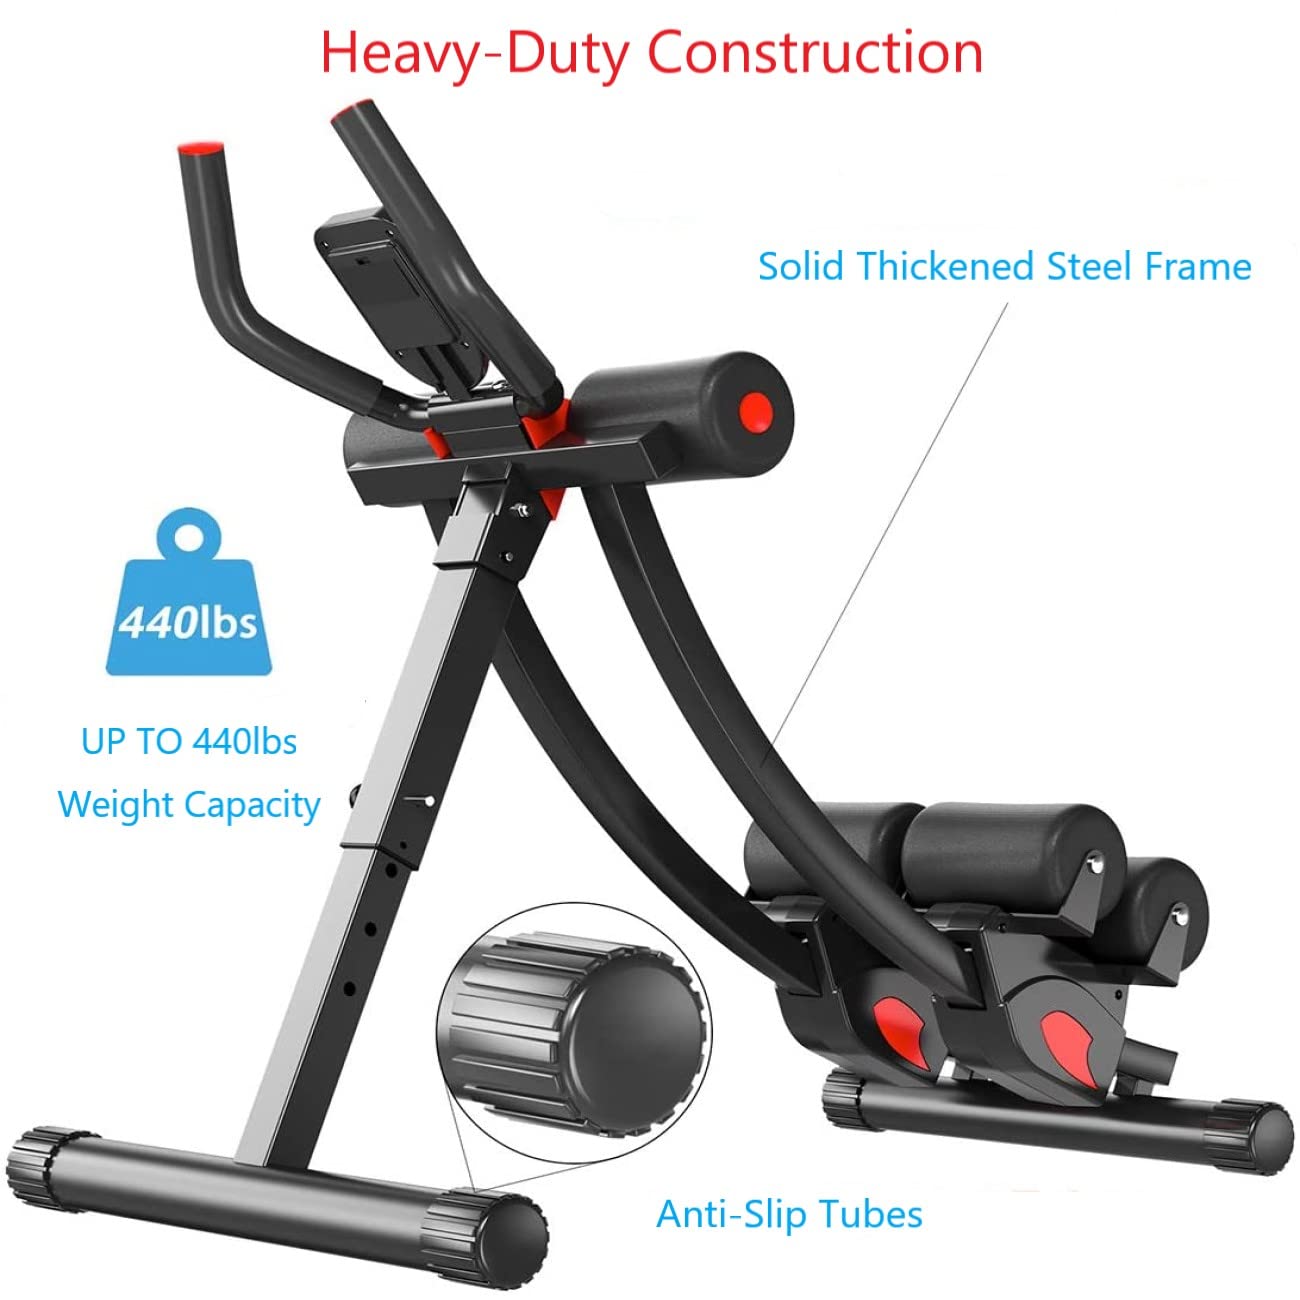 Heavy-Duty Construction
Solid Thickened Steel Frame
440lbs
UP TO 440lbs
Weight Capacity
Anti-Slip Tubes